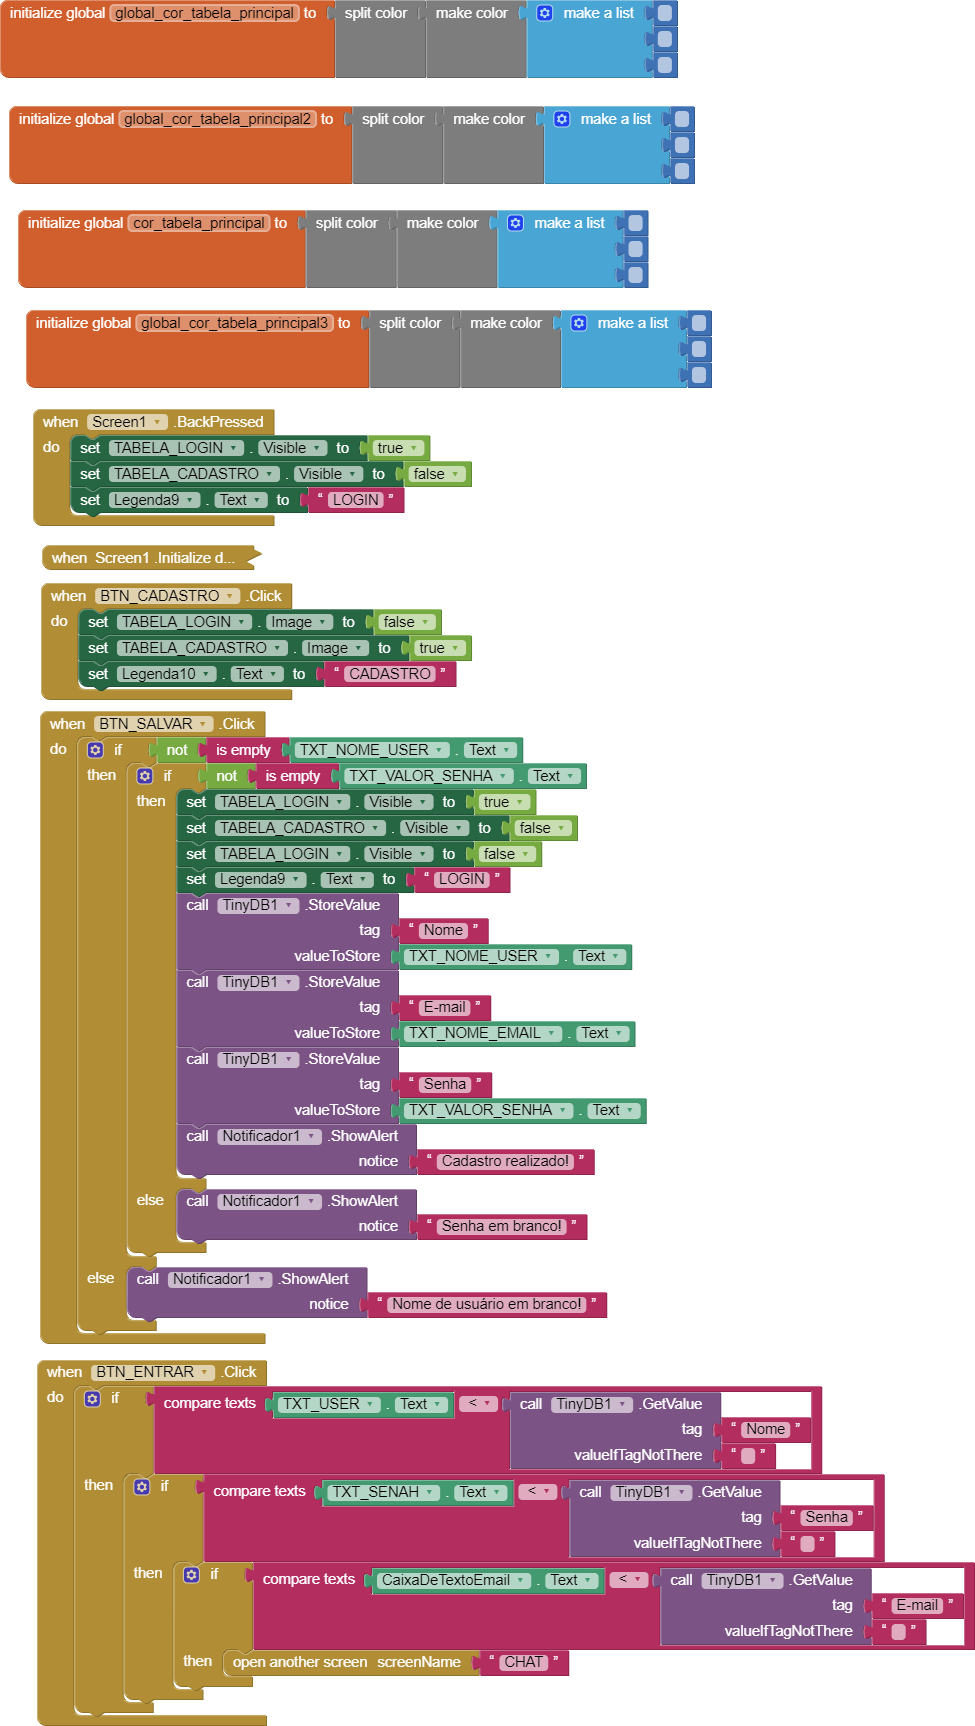 initialize global global_cor_tabela_principal to split color make color make a list
initialize global global_cor_tabela_principal2 to split color make color make a list
initialize global cor_tabela_principal to split color make color make a list
initialize global global_cor_tabela_principal3 to split color make color make a list
when Screen1 .BackPressed
do set TABELA_LOGIN . Visible to true
set TABELA_CADASTRO . Visible to false
set Legenda9 . Text to “ LOGIN ”
when Screen1 .Initialize d...
when BTN_CADASTRO .Click
do set TABELA_LOGIN . Image to false
set TABELA_CADASTRO . Image to true
set Legenda10 . Text to “ CADASTRO ”
when BTN_SALVAR .Click
do if not is empty TXT_NOME_USER . Text
then if not is empty TXT_VALOR_SENHA . Text
then set TABELA_LOGIN . Visible to true
set TABELA_CADASTRO . Visible to false
set TABELA_LOGIN . Visible to false
set Legenda9 . Text to “ LOGIN ”
call TinyDB1 .StoreValue
tag “ Nome ”
valueToStore TXT_NOME_USER . Text
call TinyDB1 .StoreValue
tag “ E-mail ”
valueToStore TXT_NOME_EMAIL . Text
call TinyDB1 .StoreValue
tag “ Senha ”
valueToStore TXT_VALOR_SENHA . Text
call Notificador1 .ShowAlert
notice “ Cadastro realizado! ”
else call Notificador1 .ShowAlert
notice “ Senha em branco! ”
else call Notificador1 .ShowAlert
notice “ Nome de usuário em branco! ”
when BTN_ENTRAR .Click
do if compare texts TXT_USER . Text < call TinyDB1 .GetValue
tag “ Nome ”
valueIfTagNotThere “ ”
then if compare texts TXT_SENAH . Text < call TinyDB1 .GetValue
tag “ Senha ”
valueIfTagNotThere “ ”
then if compare texts CaixaDeTextoEmail . Text < call TinyDB1 .GetValue
tag “ E-mail ”
valueIfTagNotThere “ ”
then open another screen screenName “ CHAT ”